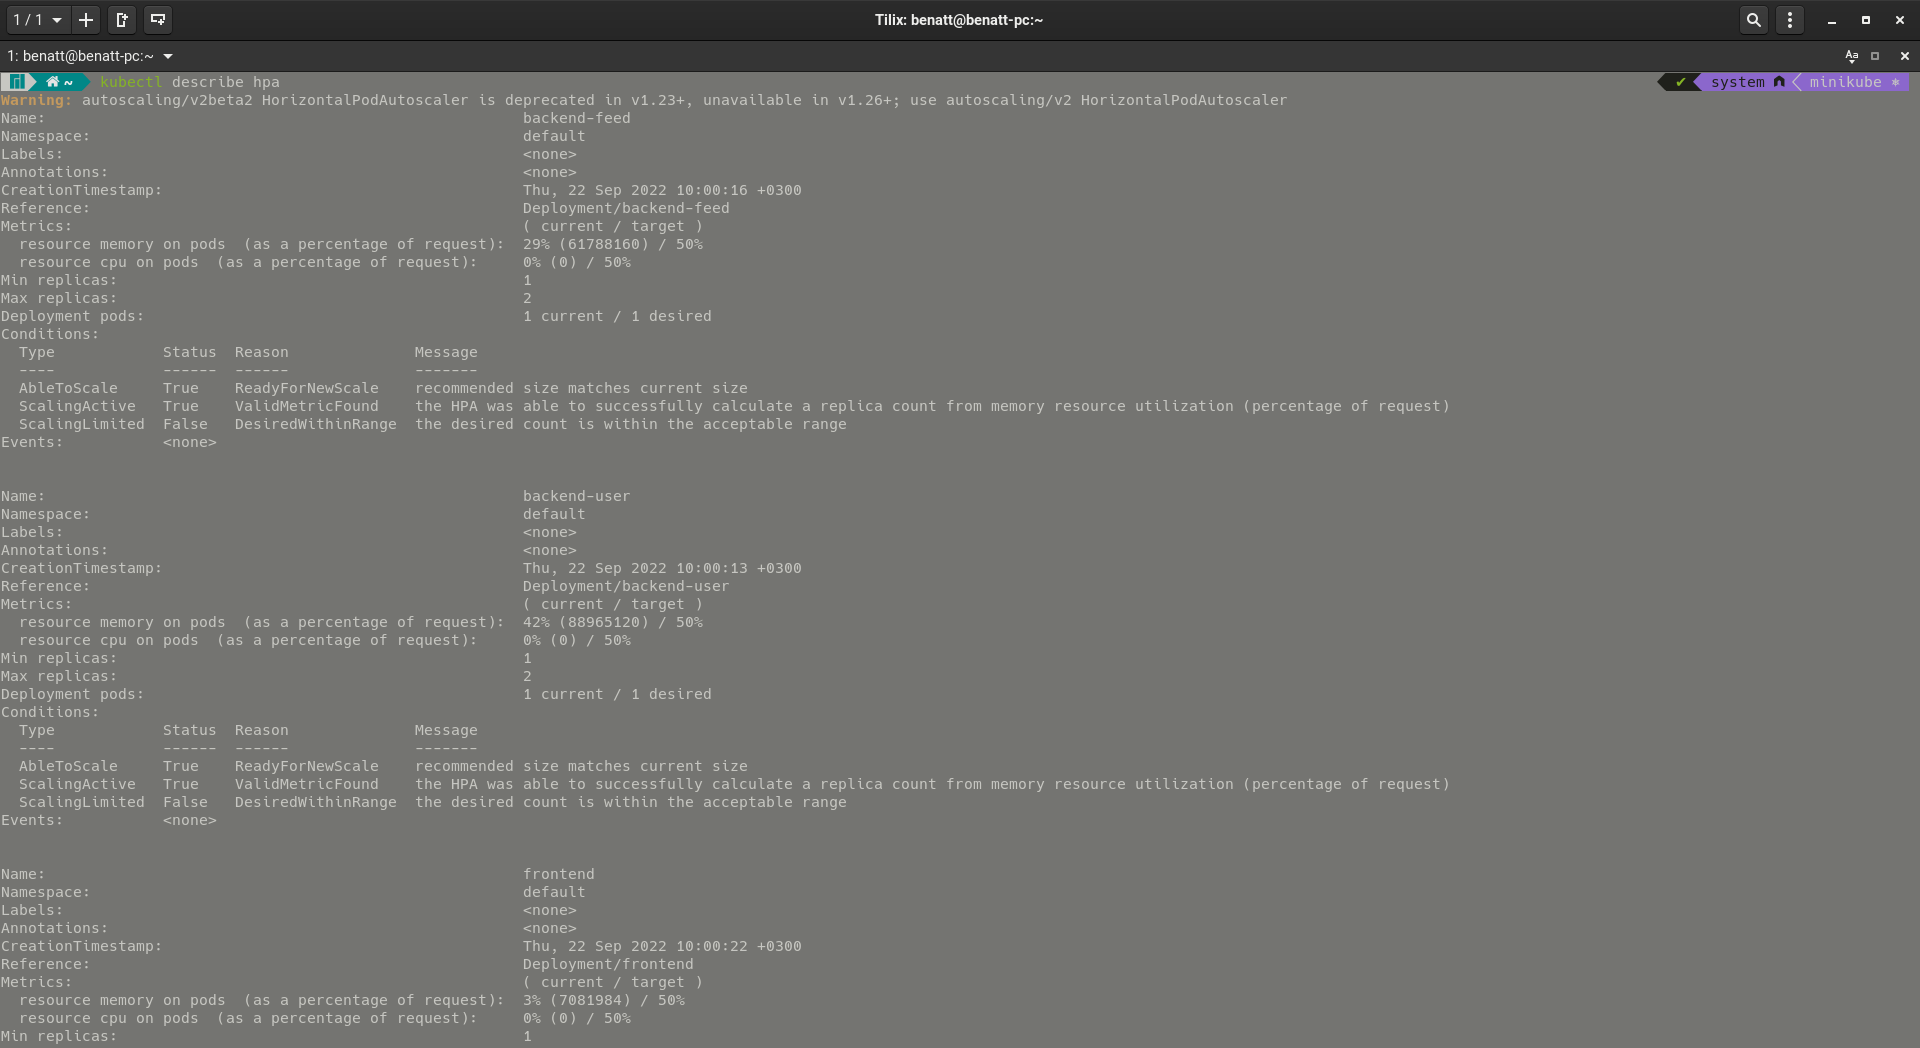 1 / 1
Tilix: benatt@benatt-pc:~
1: benatt@benatt-pc:~
Aa
~ kubectl describe hpa ✔ system minikube
Warning: autoscaling/v2beta2 HorizontalPodAutoscaler is deprecated in v1.23+, unavailable in v1.26+; use autoscaling/v2 HorizontalPodAutoscaler
Name: backend-feed
Namespace: default
Labels: <none>
Annotations: <none>
CreationTimestamp: Thu, 22 Sep 2022 10:00:16 +0300
Reference: Deployment/backend-feed
Metrics: ( current / target )
resource memory on pods (as a percentage of request): 29% (61788160) / 50%
resource cpu on pods (as a percentage of request): 0% (0) / 50%
Min replicas: 1
Max replicas: 2
Deployment pods: 1 current / 1 desired
Conditions:
Type Status Reason Message
---- ------ ------ -------
AbleToScale True ReadyForNewScale recommended size matches current size
ScalingActive True ValidMetricFound the HPA was able to successfully calculate a replica count from memory resource utilization (percentage of request)
ScalingLimited False DesiredWithinRange the desired count is within the acceptable range
Events: <none>
Name: backend-user
Namespace: default
Labels: <none>
Annotations: <none>
CreationTimestamp: Thu, 22 Sep 2022 10:00:13 +0300
Reference: Deployment/backend-user
Metrics: ( current / target )
resource memory on pods (as a percentage of request): 42% (88965120) / 50%
resource cpu on pods (as a percentage of request): 0% (0) / 50%
Min replicas: 1
Max replicas: 2
Deployment pods: 1 current / 1 desired
Conditions:
Type Status Reason Message
---- ------ ------ -------
AbleToScale True ReadyForNewScale recommended size matches current size
ScalingActive True ValidMetricFound the HPA was able to successfully calculate a replica count from memory resource utilization (percentage of request)
ScalingLimited False DesiredWithinRange the desired count is within the acceptable range
Events: <none>
Name: frontend
Namespace: default
Labels: <none>
Annotations: <none>
CreationTimestamp: Thu, 22 Sep 2022 10:00:22 +0300
Reference: Deployment/frontend
Metrics: ( current / target )
resource memory on pods (as a percentage of request): 3% (7081984) / 50%
resource cpu on pods (as a percentage of request): 0% (0) / 50%
Min replicas: 1